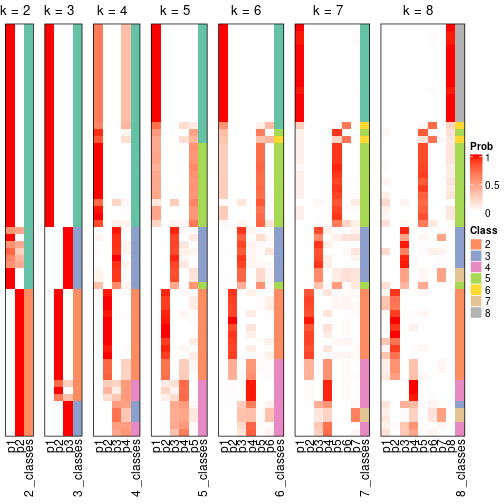 k = 2 k = 3 k = 4 k = 5 k = 6 k = 7 k = 8
Prob
1
0.5
0
Class
2
3
4
5
6
7
8
p1 p2 2_classes
p1 p2 p3 3_classes
p1 p2 p3 p4 4_classes
p1 p2 p3 p4 p5 5_classes
p1 p2 p3 p4 p5 p6 6_classes
p1 p2 p3 p4 p5 p6 p7 7_classes
p1 p2 p3 p4 p5 p6 p7 p8 8_classes